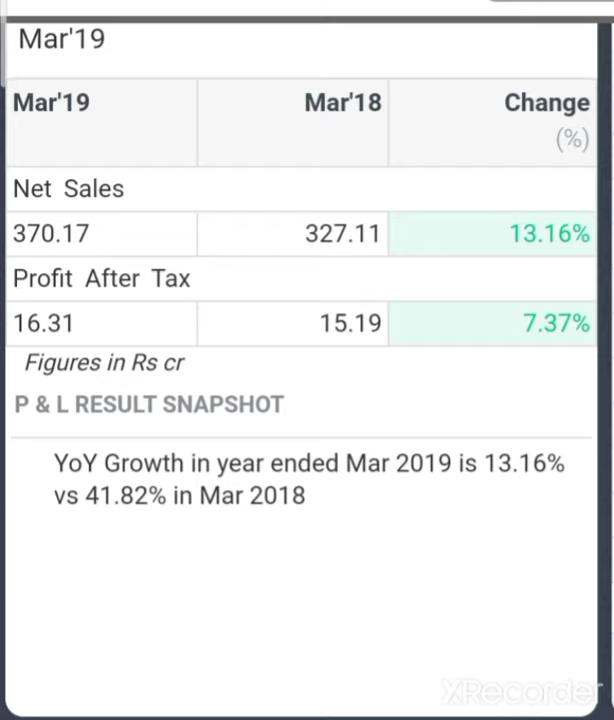 Mar'19
Mar'19 Mar'18 Change
(%)
Net Sales
370.17 327.11 13.16%
Profit After Tax
16.31 15.19 7.37%
Figures in Rs cr
P & L RESULT SNAPSHOT
YoY Growth in year ended Mar 2019 is 13.16%
vs 41.82% in Mar 2018
XRecorder